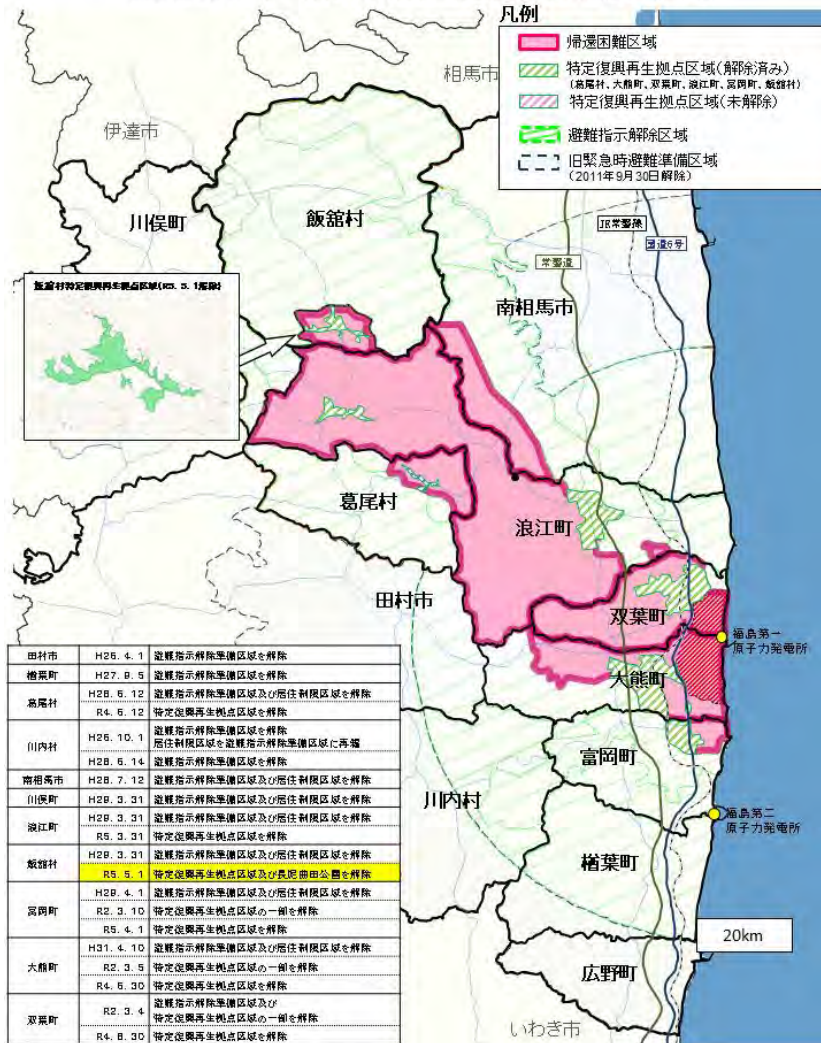 凡例
帰還困難区域
特定復興再生拠点区域(解除済み)
(葛尾村、大熊町、双葉町、浪江町、富岡町、飯舘村)
特定復興再生拠点区域(未解除)
避難指示解除区域
旧緊急時避難準備区域
(2011年9月30日解除)
相馬市
伊達市
川俣町
飯舘村
JR常磐線
国道6号
常磐道
飯舘村特定復興再生拠点区域(R5.5.1解除)
南相馬市
葛尾村
浪江町
田村市
双葉町
福島第一
原子力発電所
大熊町
富岡町
川内村
福島第二
原子力発電所
楢葉町
20km
広野町
いわき市
田村市 H26.4.1 避難指示解除準備区域を解除
楢葉町 H27.9.5 避難指示解除準備区域を解除
葛尾村 H28.6.12 避難指示解除準備区域及び居住制限区域を解除
R4.6.12 特定復興再生拠点区域を解除
川内村 H26.10.1 避難指示解除準備区域を解除
居住制限区域を避難指示解除準備区域に再編
H28.6.14 避難指示解除準備区域を解除
南相馬市 H28.7.12 避難指示解除準備区域及び居住制限区域を解除
川俣町 H29.3.31 避難指示解除準備区域及び居住制限区域を解除
浪江町 H29.3.31 避難指示解除準備区域及び居住制限区域を解除
R5.3.31 特定復興再生拠点区域を解除
飯舘村 H29.3.31 避難指示解除準備区域及び居住制限区域を解除
R5.5.1 特定復興再生拠点区域及び長泥曲田公園を解除
富岡町 H29.4.1 避難指示解除準備区域及び居住制限区域を解除
R2.3.10 特定復興再生拠点区域の一部を解除
R5.4.1 特定復興再生拠点区域を解除
大熊町 H31.4.10 避難指示解除準備区域及び居住制限区域を解除
R2.3.5 特定復興再生拠点区域の一部を解除
R4.6.30 特定復興再生拠点区域を解除
双葉町 R2.3.4 避難指示解除準備区域及び
特定復興再生拠点区域の一部を解除
R4.8.30 特定復興再生拠点区域を解除